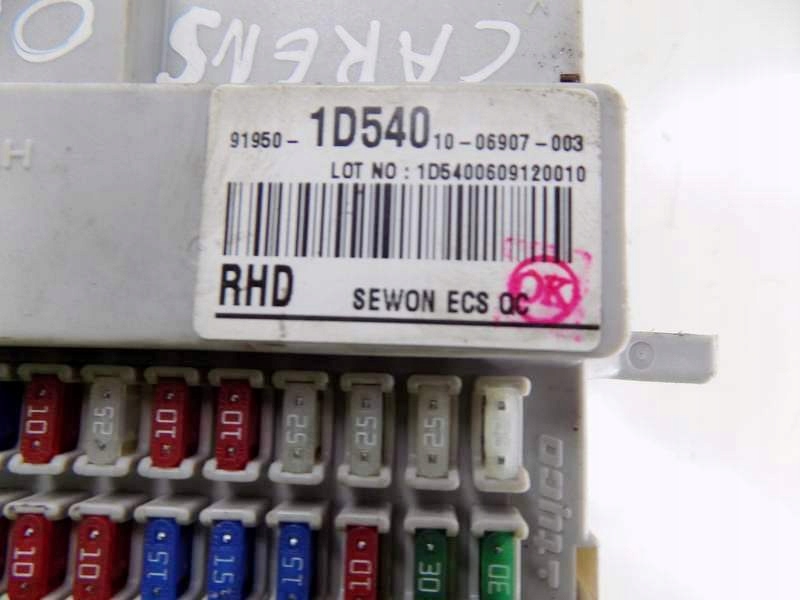 CARENS
H
91950- 1D540 10-06907-003
LOT NO : 1D5400609120010
RHD SEWON ECS QC
OK
10 25 10 10 25 25 25
10 10 15 15 15 10 30 30
tyco